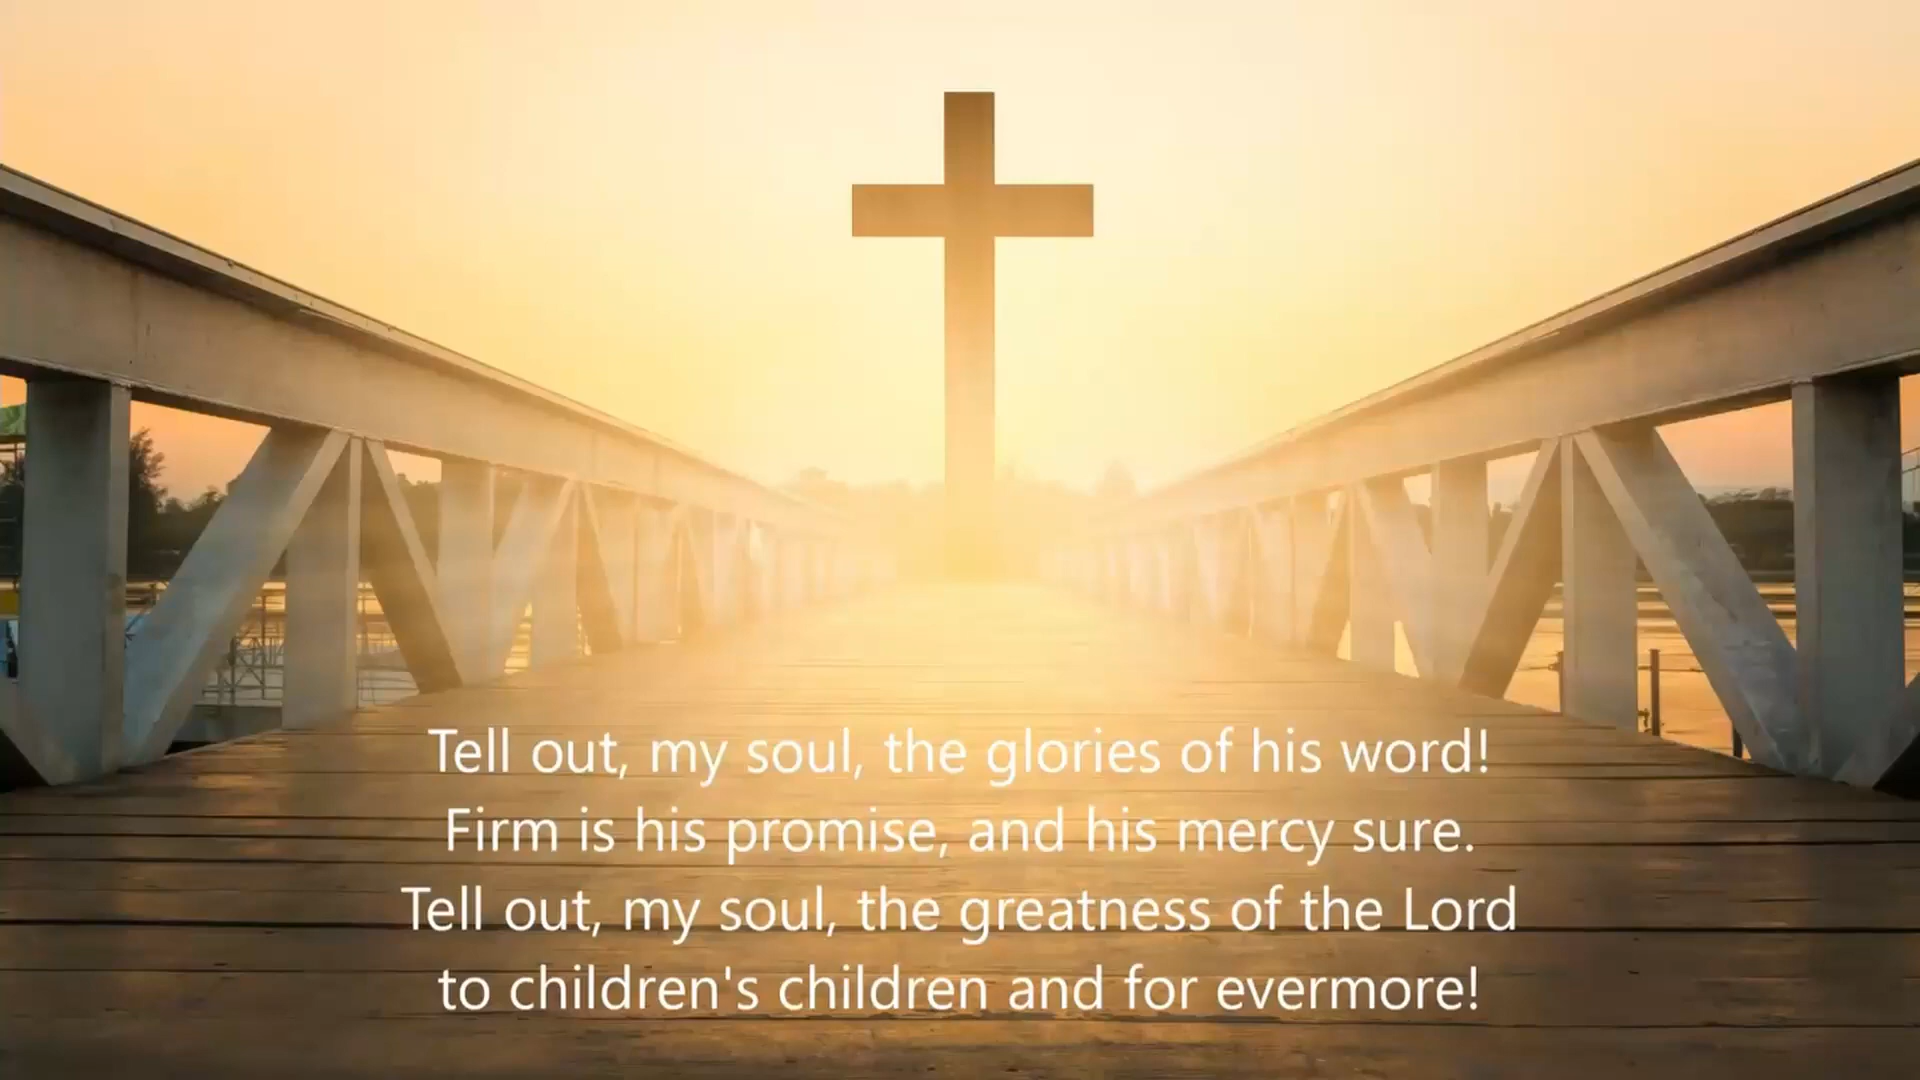 Tell out, my soul, the glories of his word!
Firm is his promise, and his mercy sure.
Tell out, my soul, the greatness of the Lord
to children's children and for evermore!